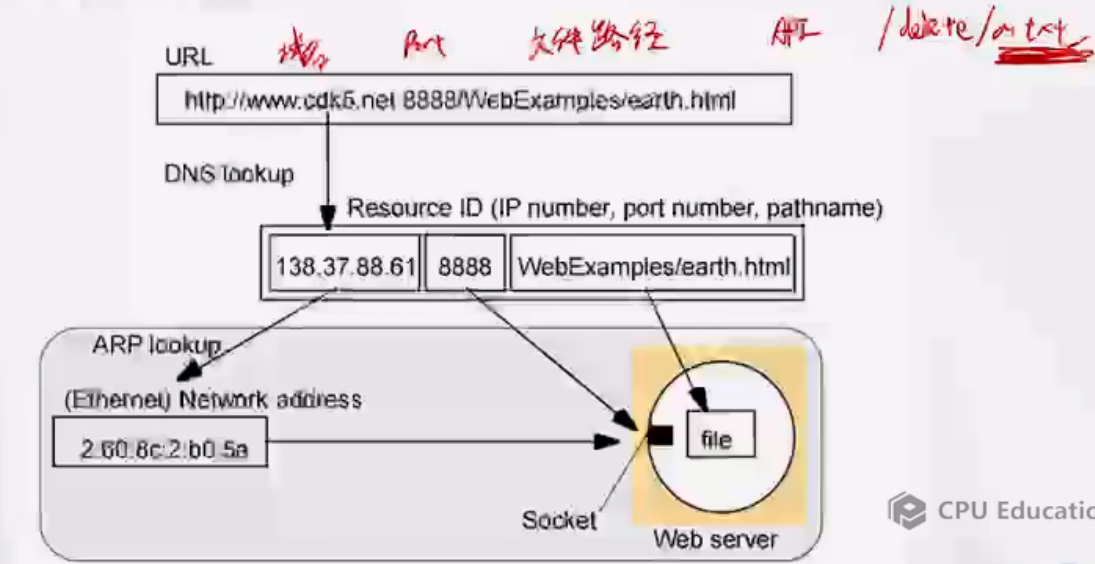 域名 Port 文件路径 API /delete/a.txt
URL
http://www.cdk5.net 8888/WebExamples/earth.html
DNS lookup
Resource ID (IP number, port number, pathname)
138.37.88.61 8888 WebExamples/earth.html
ARP lookup
(Ethernet) Network address
2:60:8c:2:b0:5a
file
Socket
Web server
CPU Educatio